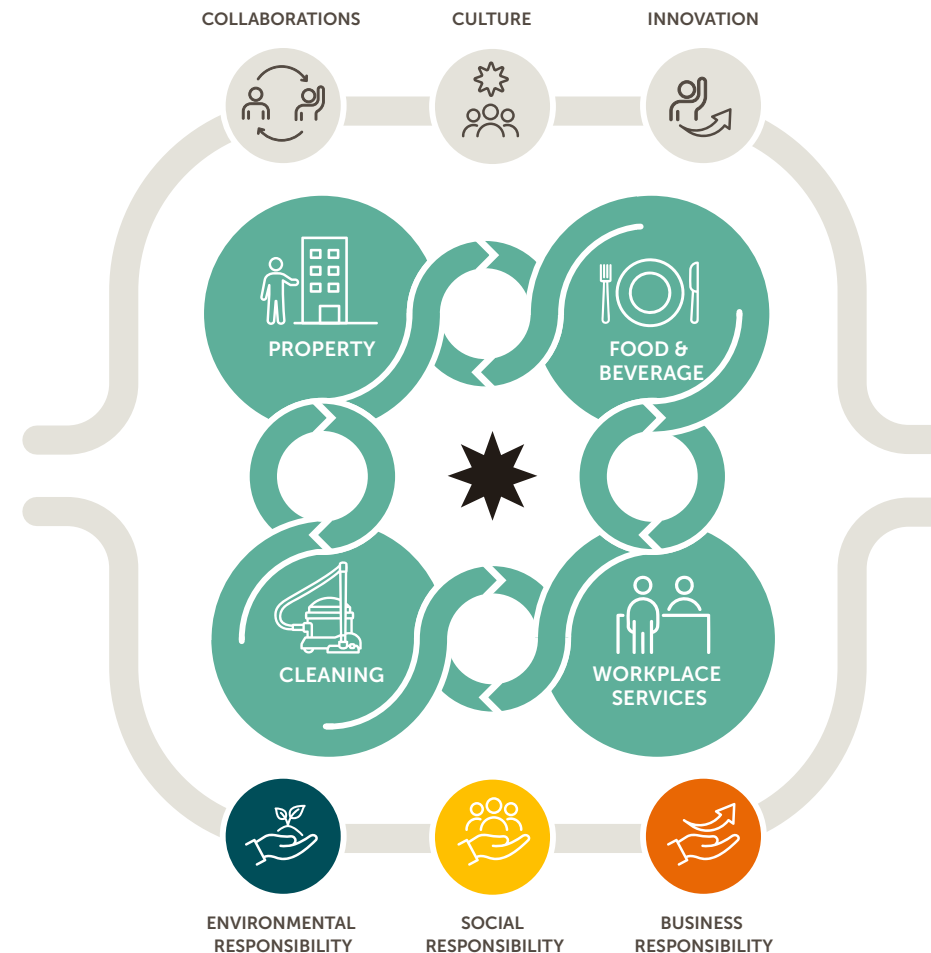 COLLABORATIONS
CULTURE
INNOVATION
PROPERTY
FOOD &
BEVERAGE
CLEANING
WORKPLACE
SERVICES
ENVIRONMENTAL
RESPONSIBILITY
SOCIAL
RESPONSIBILITY
BUSINESS
RESPONSIBILITY